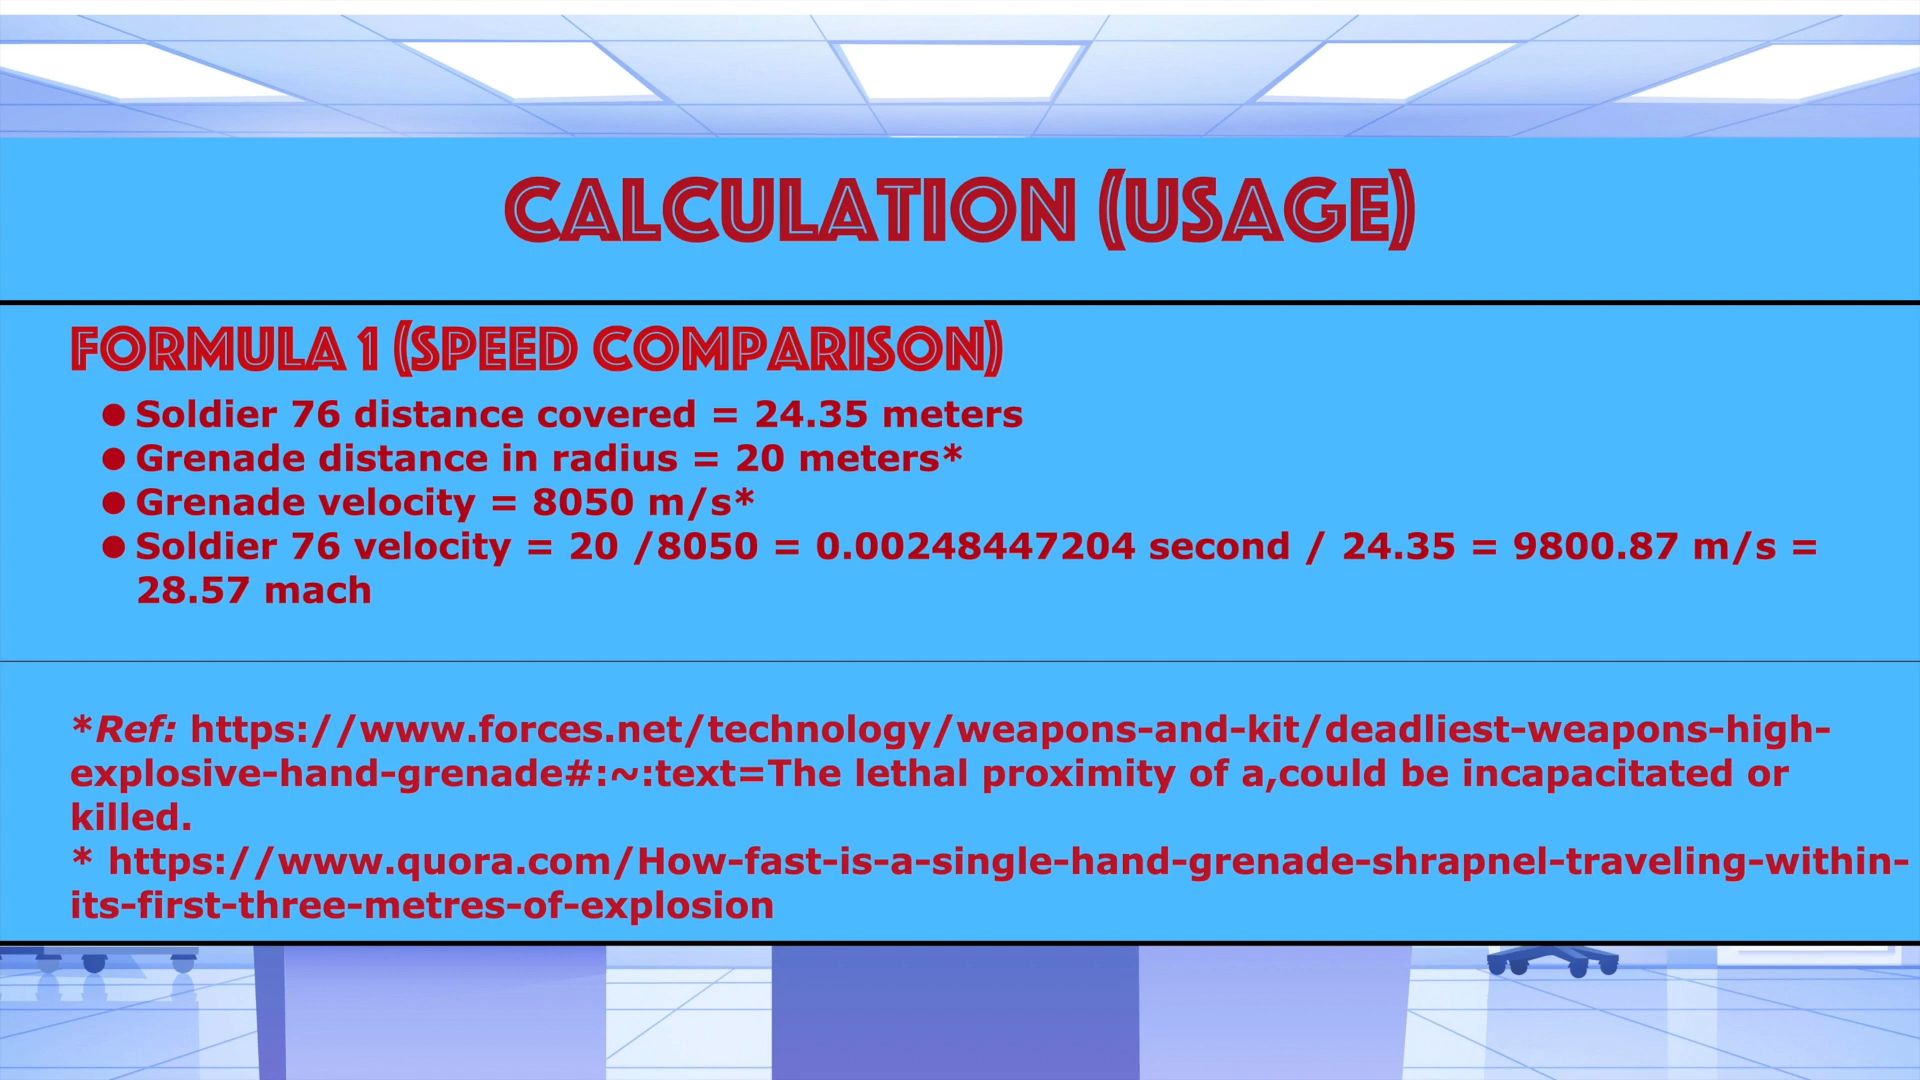 CALCULATION (USAGE)
FORMULA 1 (SPEED COMPARISON)
● Soldier 76 distance covered = 24.35 meters
● Grenade distance in radius = 20 meters*
● Grenade velocity = 8050 m/s*
● Soldier 76 velocity = 20 /8050 = 0.00248447204 second / 24.35 = 9800.87 m/s =
28.57 mach
*Ref: https://www.forces.net/technology/weapons-and-kit/deadliest-weapons-high-
explosive-hand-grenade#:~:text=The lethal proximity of a,could be incapacitated or
killed.
* https://www.quora.com/How-fast-is-a-single-hand-grenade-shrapnel-traveling-within-
its-first-three-metres-of-explosion